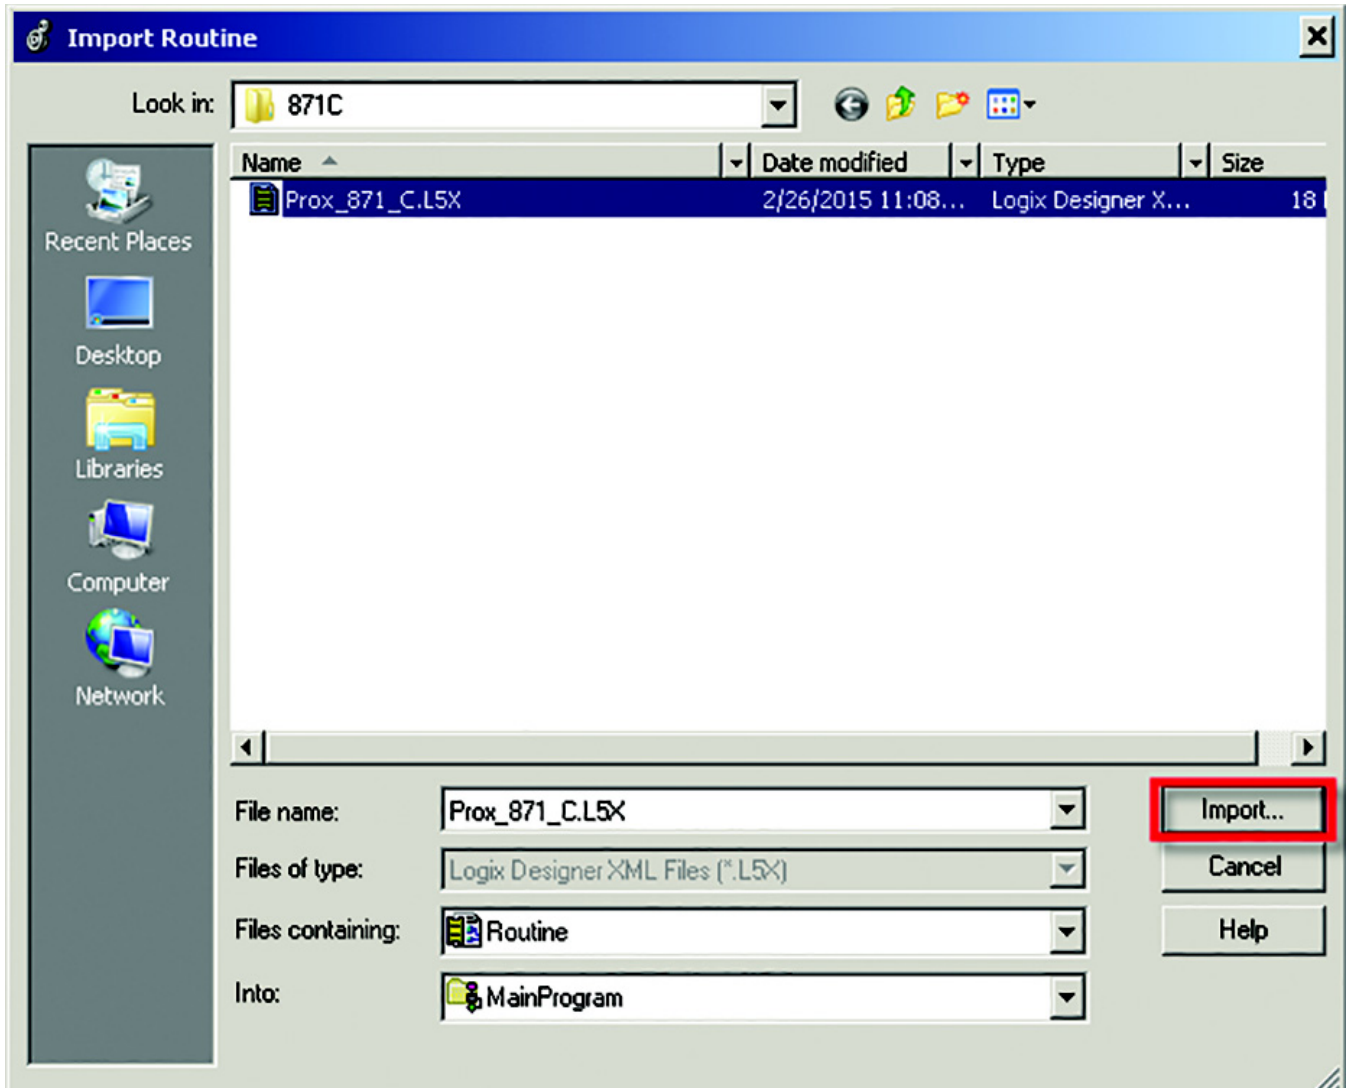 Import Routine
Look in: 871C
Name Date modified Type Size
Prox_871_C.L5X 2/26/2015 11:08... Logix Designer X... 18
Recent Places
Desktop
Libraries
Computer
Network
File name: Prox_871_C.L5X Import...
Files of type: Logix Designer XML Files (*.L5X) Cancel
Files containing: Routine Help
Into: MainProgram